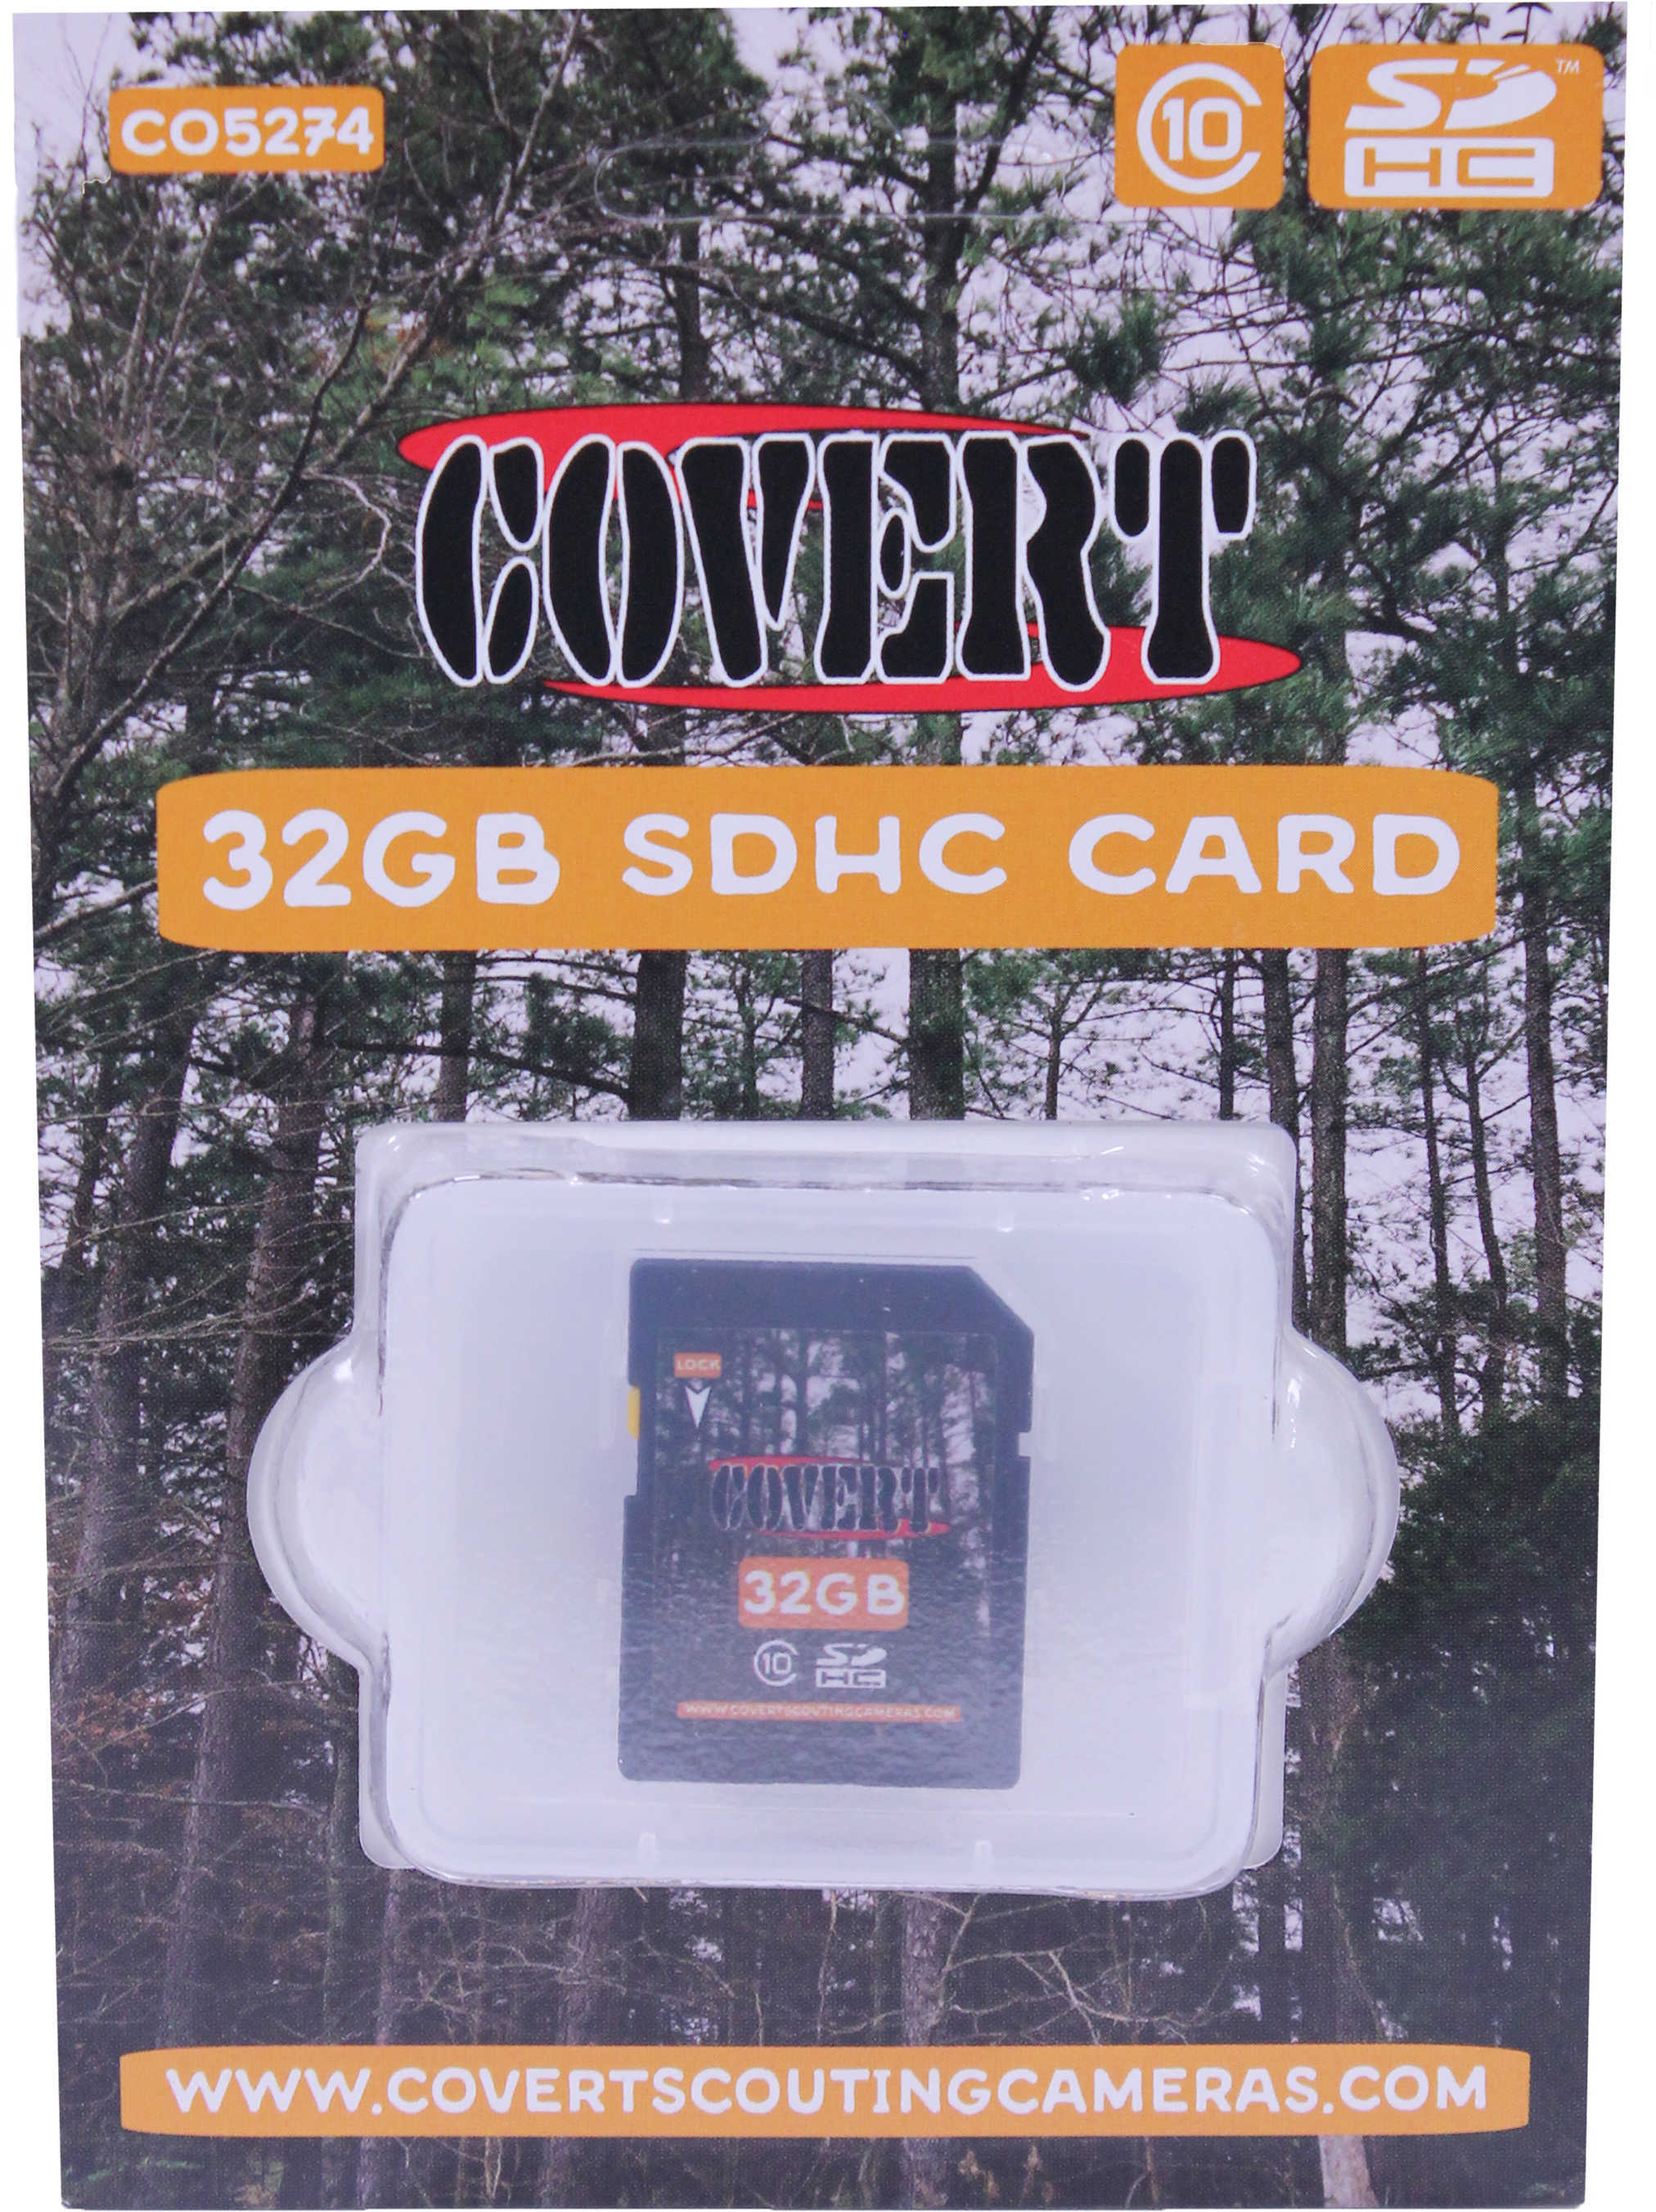 CO5274
10
SD™
HC
COVERT
32GB SDHC CARD
LOCK
COVERT
32GB
10 SD
HC
WWW.COVERTSCOUTINGCAMERAS.COM
WWW.COVERTSCOUTINGCAMERAS.COM